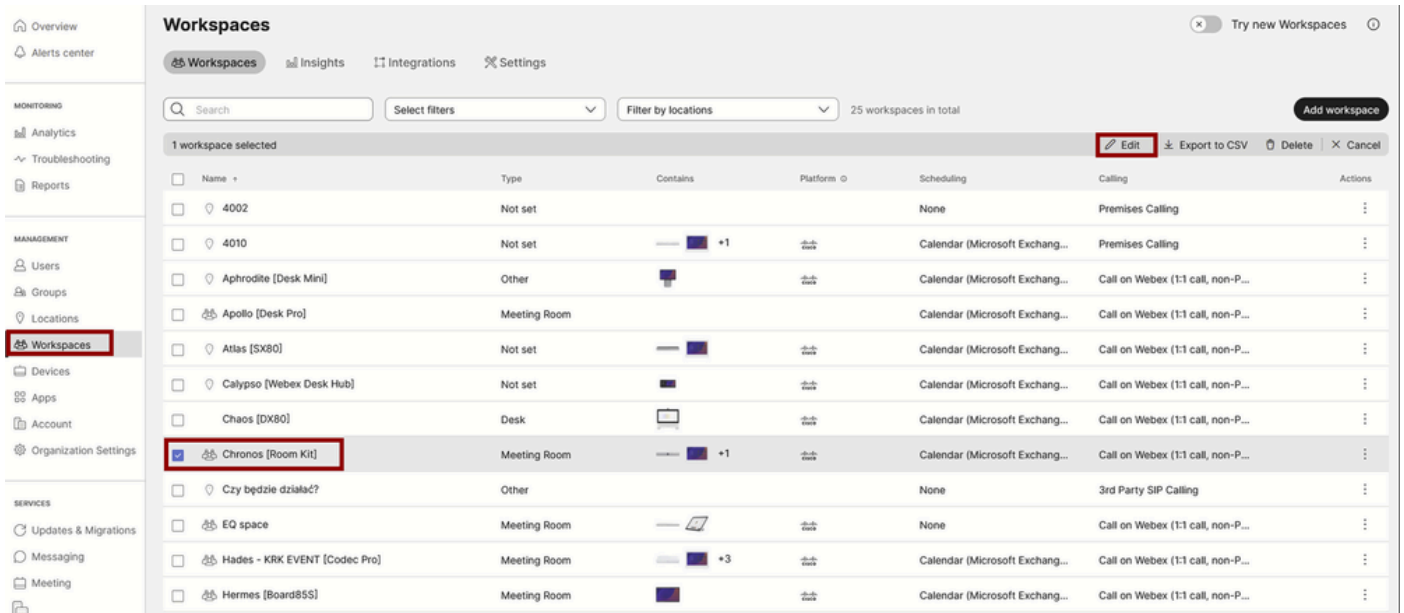 Overview
Alerts center
MONITORING
Analytics
Troubleshooting
Reports
MANAGEMENT
Users
Groups
Locations
Workspaces
Devices
Apps
Account
Organization Settings
SERVICES
Updates & Migrations
Messaging
Meeting
Workspaces
Try new Workspaces
Workspaces Insights Integrations Settings
Search Select filters Filter by locations 25 workspaces in total Add workspace
1 workspace selected Edit Export to CSV Delete Cancel
Name Type Contains Platform Scheduling Calling Actions
4002 Not set None Premises Calling
4010 Not set +1 Calendar (Microsoft Exchang... Premises Calling
Aphrodite [Desk Mini] Other Calendar (Microsoft Exchang... Call on Webex (1:1 call, non-P...
Apollo [Desk Pro] Meeting Room Calendar (Microsoft Exchang... Call on Webex (1:1 call, non-P...
Atlas [SX80] Not set Calendar (Microsoft Exchang... Call on Webex (1:1 call, non-P...
Calypso [Webex Desk Hub] Not set Calendar (Microsoft Exchang... Call on Webex (1:1 call, non-P...
Chaos [DX80] Desk Calendar (Microsoft Exchang... Call on Webex (1:1 call, non-P...
Chronos [Room Kit] Meeting Room +1 Calendar (Microsoft Exchang... Call on Webex (1:1 call, non-P...
Czy będzie działać? Other None 3rd Party SIP Calling
EQ space Meeting Room None Call on Webex (1:1 call, non-P...
Hades - KRK EVENT [Codec Pro] Meeting Room +3 Calendar (Microsoft Exchang... Call on Webex (1:1 call, non-P...
Hermes [Board85S] Meeting Room Calendar (Microsoft Exchang... Call on Webex (1:1 call, non-P...